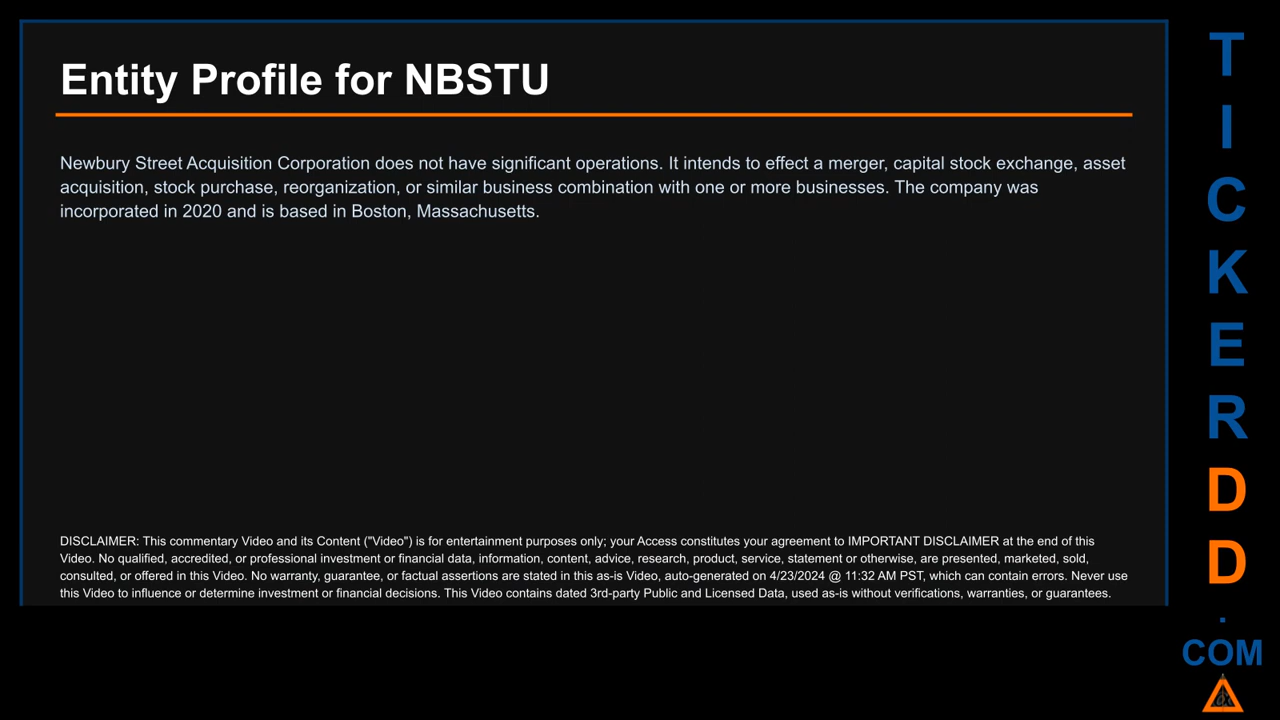 Entity Profile for NBSTU
Newbury Street Acquisition Corporation does not have significant operations. It intends to effect a merger, capital stock exchange, asset
acquisition, stock purchase, reorganization, or similar business combination with one or more businesses. The company was
incorporated in 2020 and is based in Boston, Massachusetts.
DISCLAIMER: This commentary Video and its Content ("Video") is for entertainment purposes only; your Access constitutes your agreement to IMPORTANT DISCLAIMER at the end of this
Video. No qualified, accredited, or professional investment or financial data, information, content, advice, research, product, service, statement or otherwise, are presented, marketed, sold,
consulted, or offered in this Video. No warranty, guarantee, or factual assertions are stated in this as-is Video, auto-generated on 4/23/2024 @ 11:32 AM PST, which can contain errors. Never use
this Video to influence or determine investment or financial decisions. This Video contains dated 3rd-party Public and Licensed Data, used as-is without verifications, warranties, or guarantees.
T
I
C
K
E
R
D
D
.
COM